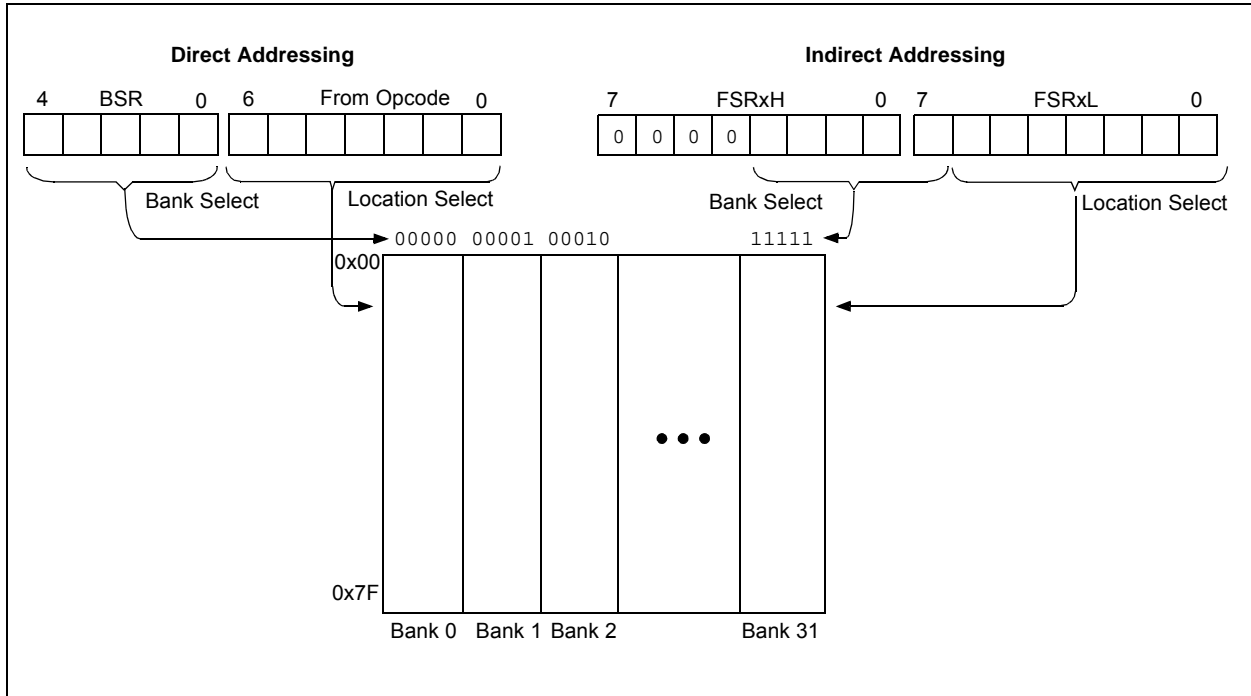 Direct Addressing
Indirect Addressing
4 BSR 0 6 From Opcode 0
7 FSRxH 0 7 FSRxL 0
0 0 0 0
Bank Select
Location Select
Bank Select
Location Select
00000 00001 00010 11111
0x00
0x7F
Bank 0 Bank 1 Bank 2 Bank 31